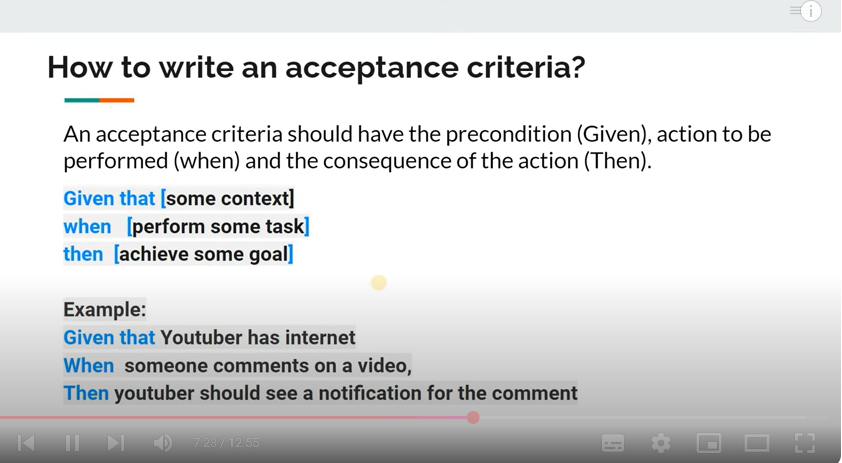 How to write an acceptance criteria?
An acceptance criteria should have the precondition (Given), action to be
performed (when) and the consequence of the action (Then).
Given that [some context]
when [perform some task]
then [achieve some goal]
Example:
Given that Youtuber has internet
When someone comments on a video,
Then youtuber should see a notification for the comment
7:23 / 12:55